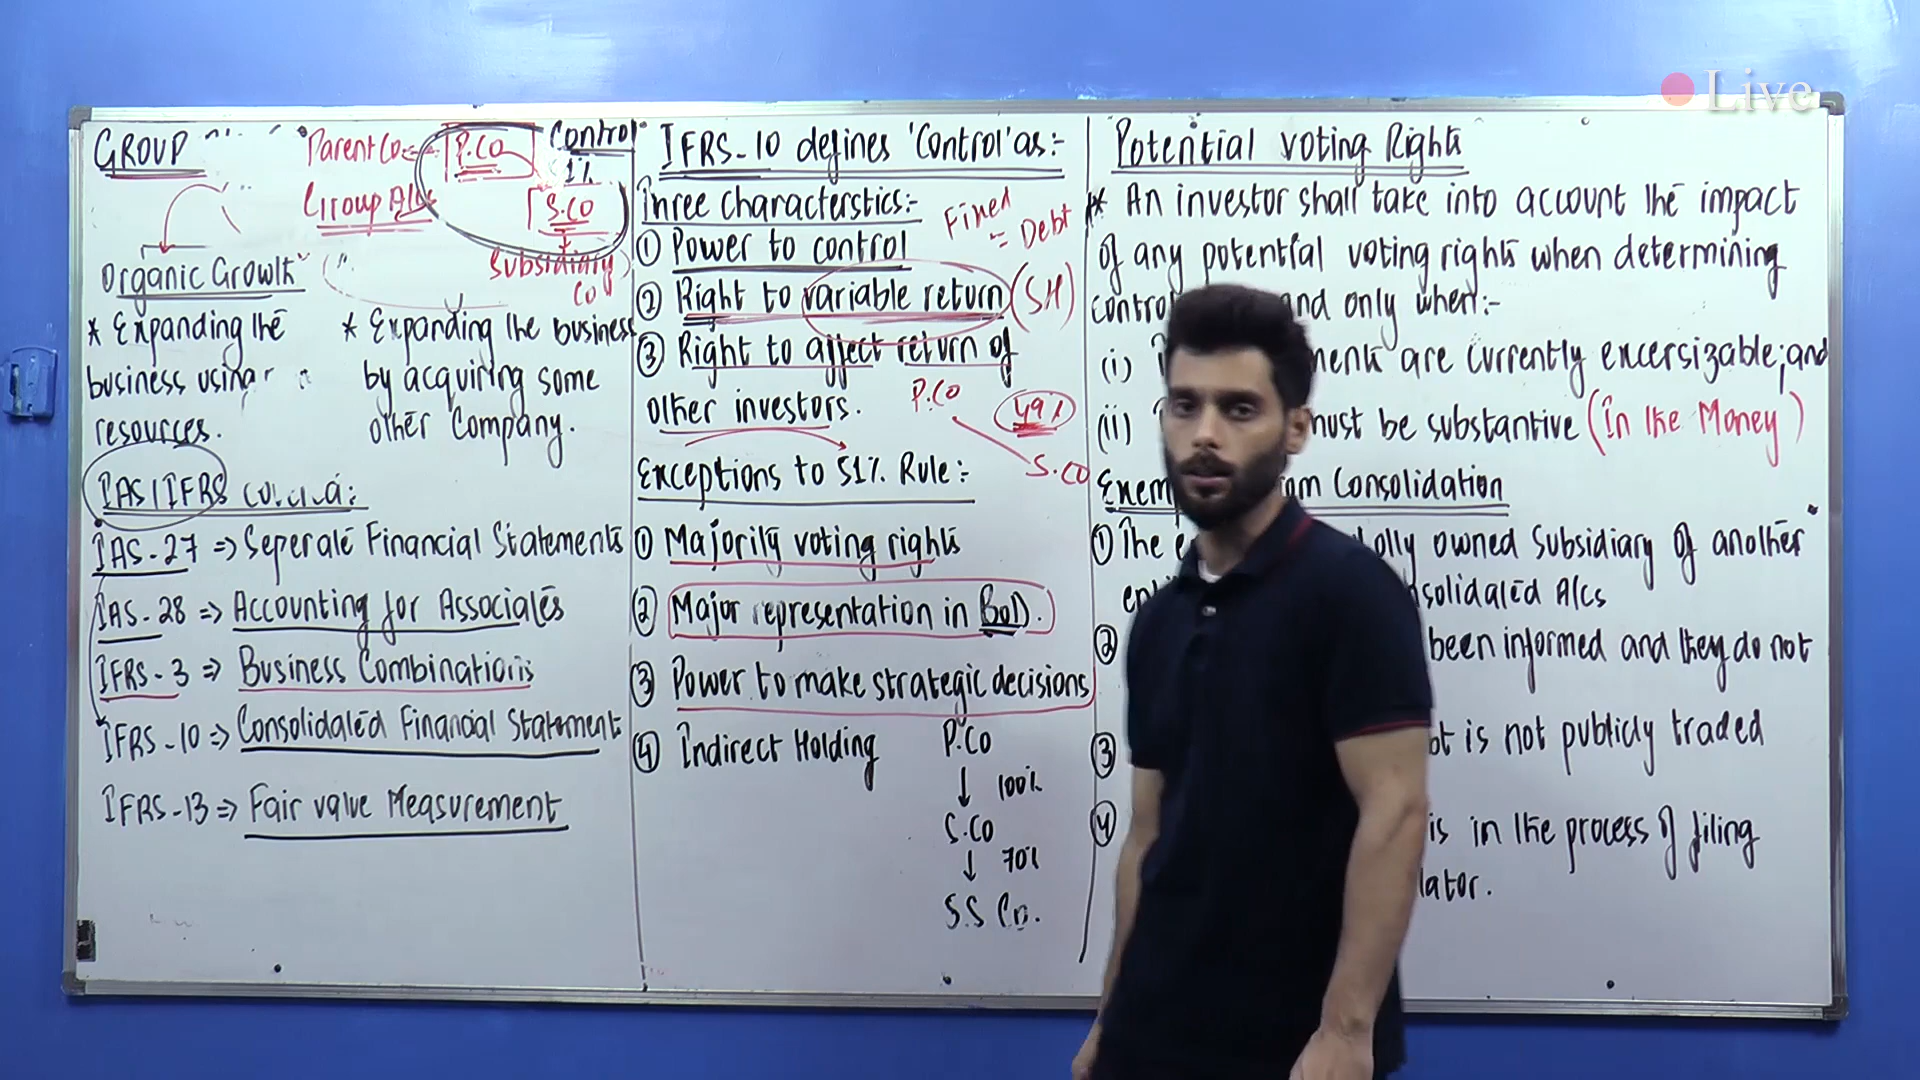 Live
GROUP
Parent Co
P.CO
Control
51%
Group A/cs
S.CO
Subsidiary
Co
Organic Growth
* Expanding the
business using
resources.
* Expanding the business
by acquiring some
other Company.
IAS/IFRS
IAS-27 => Seperate Financial Statements
IAS-28 => Accounting for Associates
IFRS-3 => Business Combinations
IFRS-10 => Consolidated Financial Statement
IFRS-13 => Fair value Measurement
IFRS-10 defines 'Control' as:-
Three Characterstics:-
① Power to control
② Right to variable return (SH)
Fixed
= Debt
③ Right to affect return of
other investors.
P.CO
49%
S.CO
Exceptions to 51% Rule:-
① Majority voting rights
② Major representation in BoD.
③ Power to make strategic decisions
④ Indirect Holding
P.CO
↓ 100%
S.CO
↓ 70%
S.S Co.
Potential Voting Rights
* An investor shall take into account the impact
of any potential voting rights when determining
and only when:-
(i) are currently excersizable; and
(ii) must be substantive (In the Money)
Consolidation
① The owned Subsidiary of another
A/cs
② been informed and they do not
③ is not publicly traded
④ is in the process of filing